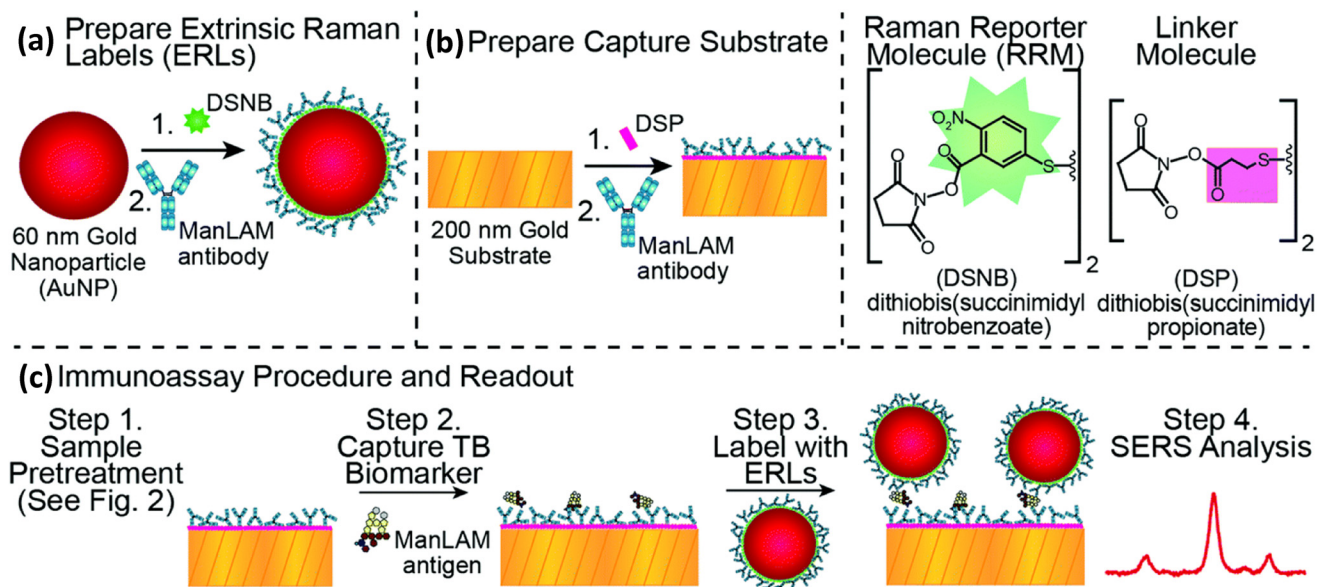 (a) Prepare Extrinsic Raman
Labels (ERLs)
1.
DSNB
2.
ManLAM
antibody
60 nm Gold
Nanoparticle
(AuNP)
(b) Prepare Capture Substrate
1.
DSP
2.
ManLAM
antibody
200 nm Gold
Substrate
Raman Reporter
Molecule (RRM)
O₂N
S
O
O
O
N
O
2
(DSNB)
dithiobis(succinimidyl
nitrobenzoate)
Linker
Molecule
O
N
O
S
O
O
2
(DSP)
dithiobis(succinimidyl
propionate)
(c) Immunoassay Procedure and Readout
Step 1.
Sample
Pretreatment
(See Fig. 2)
Step 2.
Capture TB
Biomarker
ManLAM
antigen
Step 3.
Label with
ERLs
Step 4.
SERS Analysis